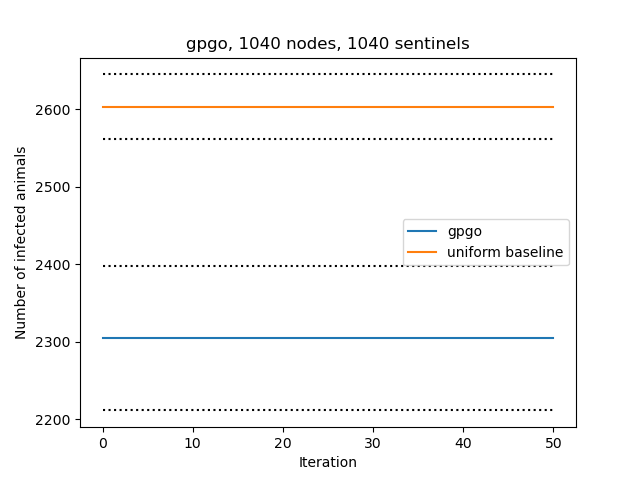 gpgo, 1040 nodes, 1040 sentinels
2600
2500
2400
2300
2200
Number of infected animals
gpgo
uniform baseline
0 10 20 30 40 50
Iteration